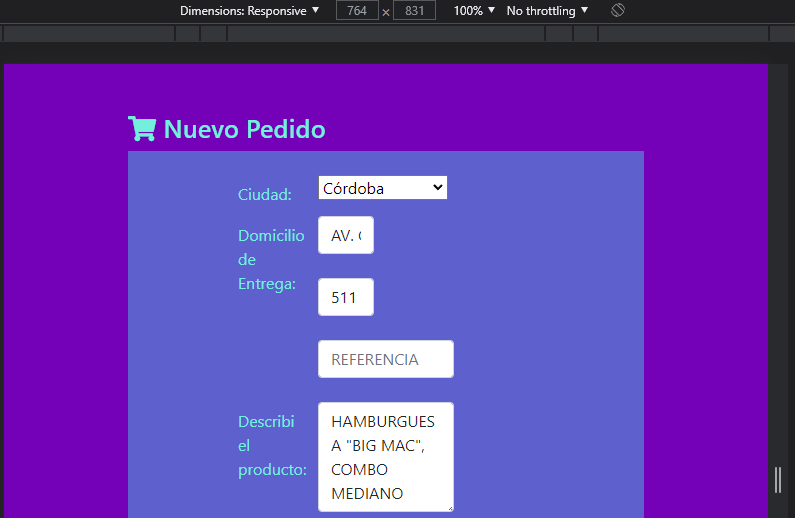 Dimensions: Responsive ▼ 764 × 831 100% ▼ No throttling ▼
Nuevo Pedido
Ciudad: Córdoba
Domicilio de Entrega:
AV.
511
REFERENCIA
Describi el producto:
HAMBURGUES
A "BIG MAC",
COMBO
MEDIANO